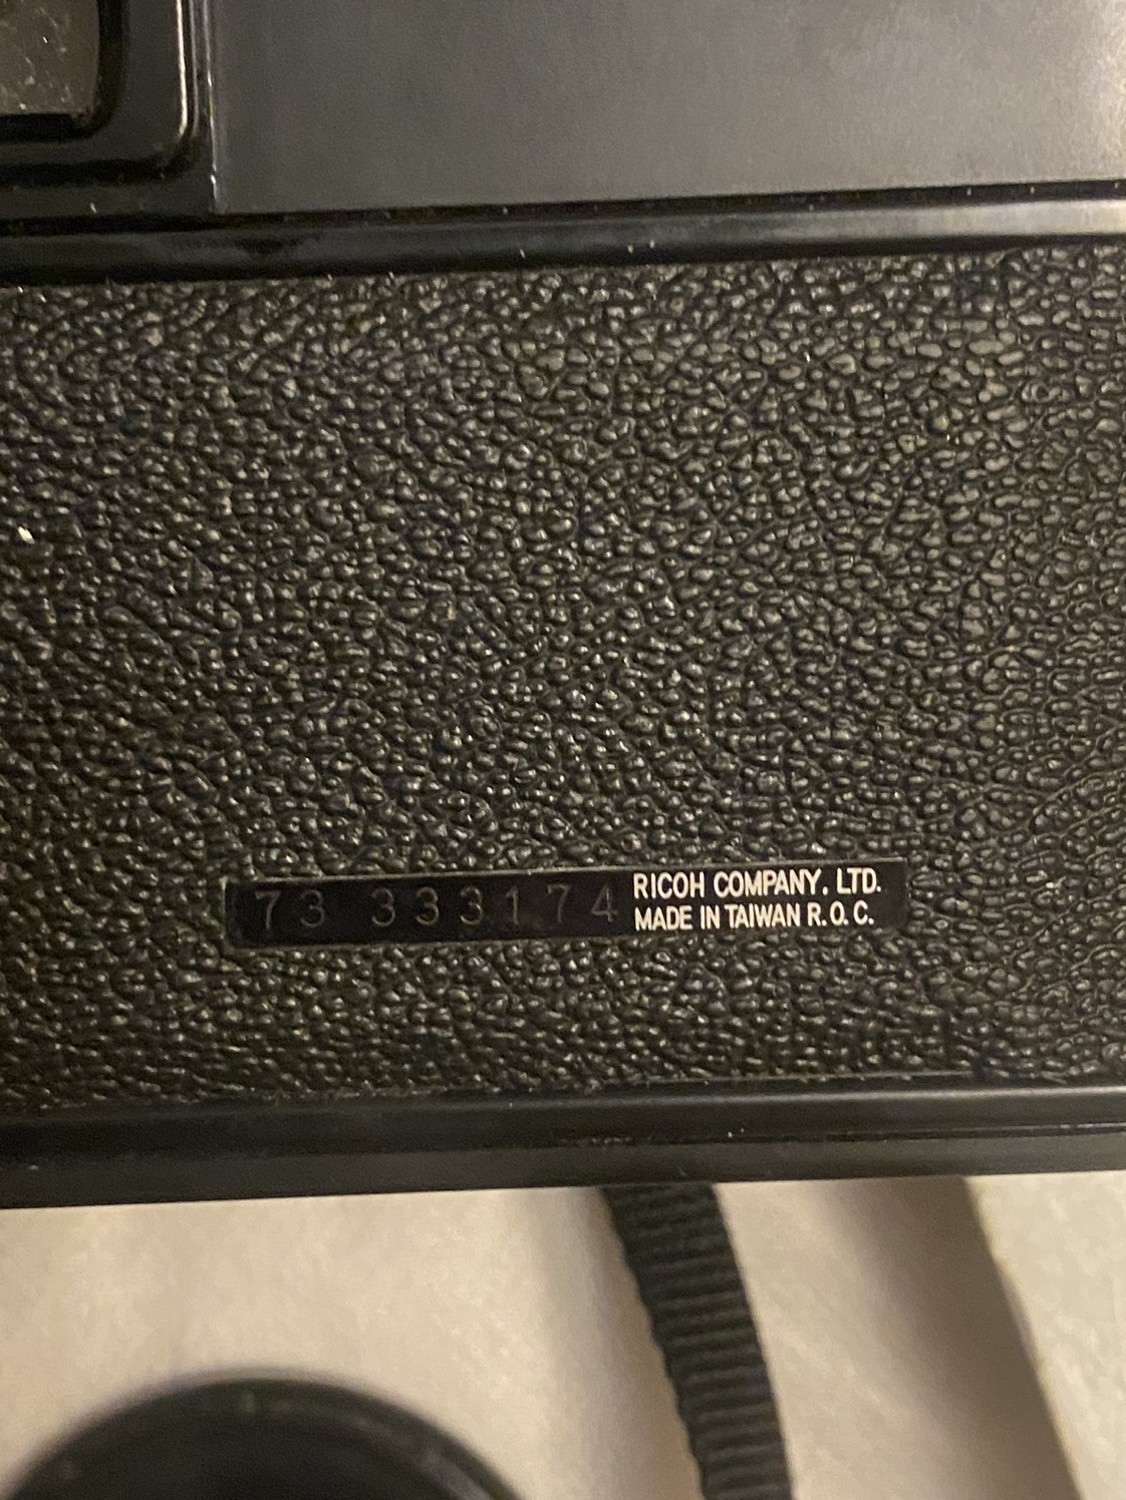 73 333174
RICOH COMPANY. LTD.
MADE IN TAIWAN R.O.C.